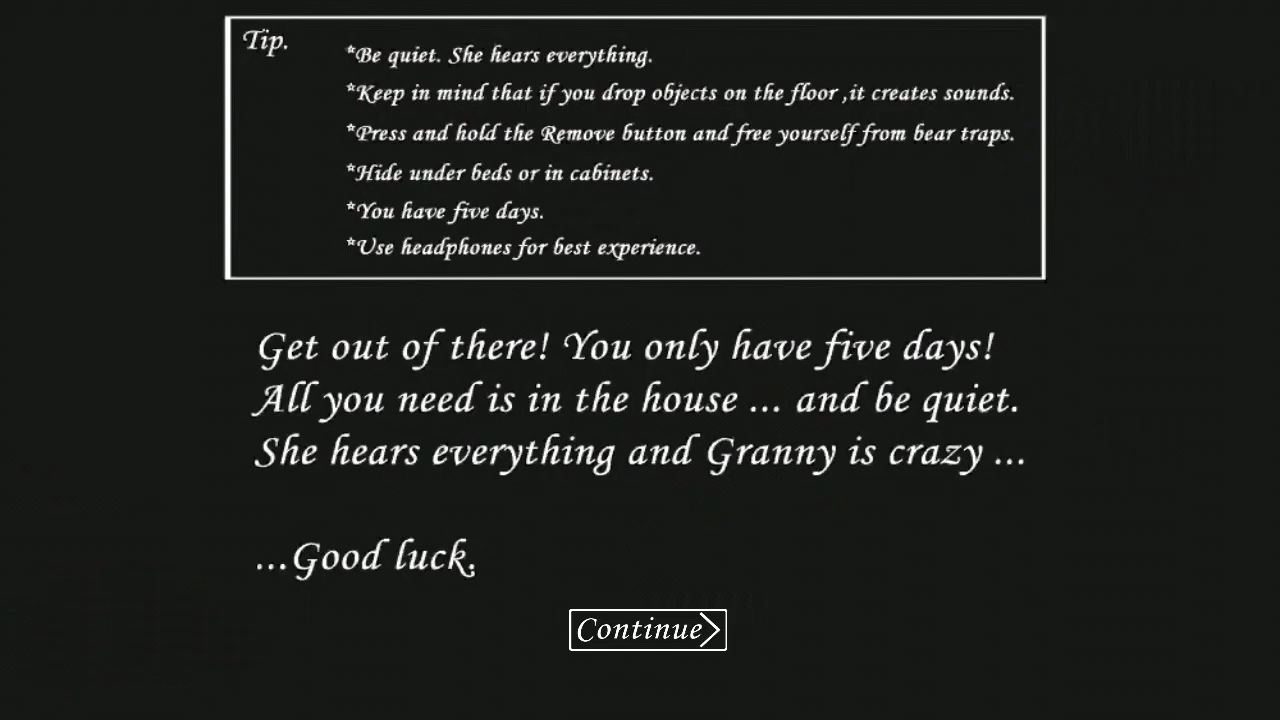 Tip.
*Be quiet. She hears everything.
*Keep in mind that if you drop objects on the floor ,it creates sounds.
*Press and hold the Remove button and free yourself from bear traps.
*Hide under beds or in cabinets.
*You have five days.
*Use headphones for best experience.
Get out of there! You only have five days!
All you need is in the house ... and be quiet.
She hears everything and Granny is crazy ...
...Good luck.
Continue